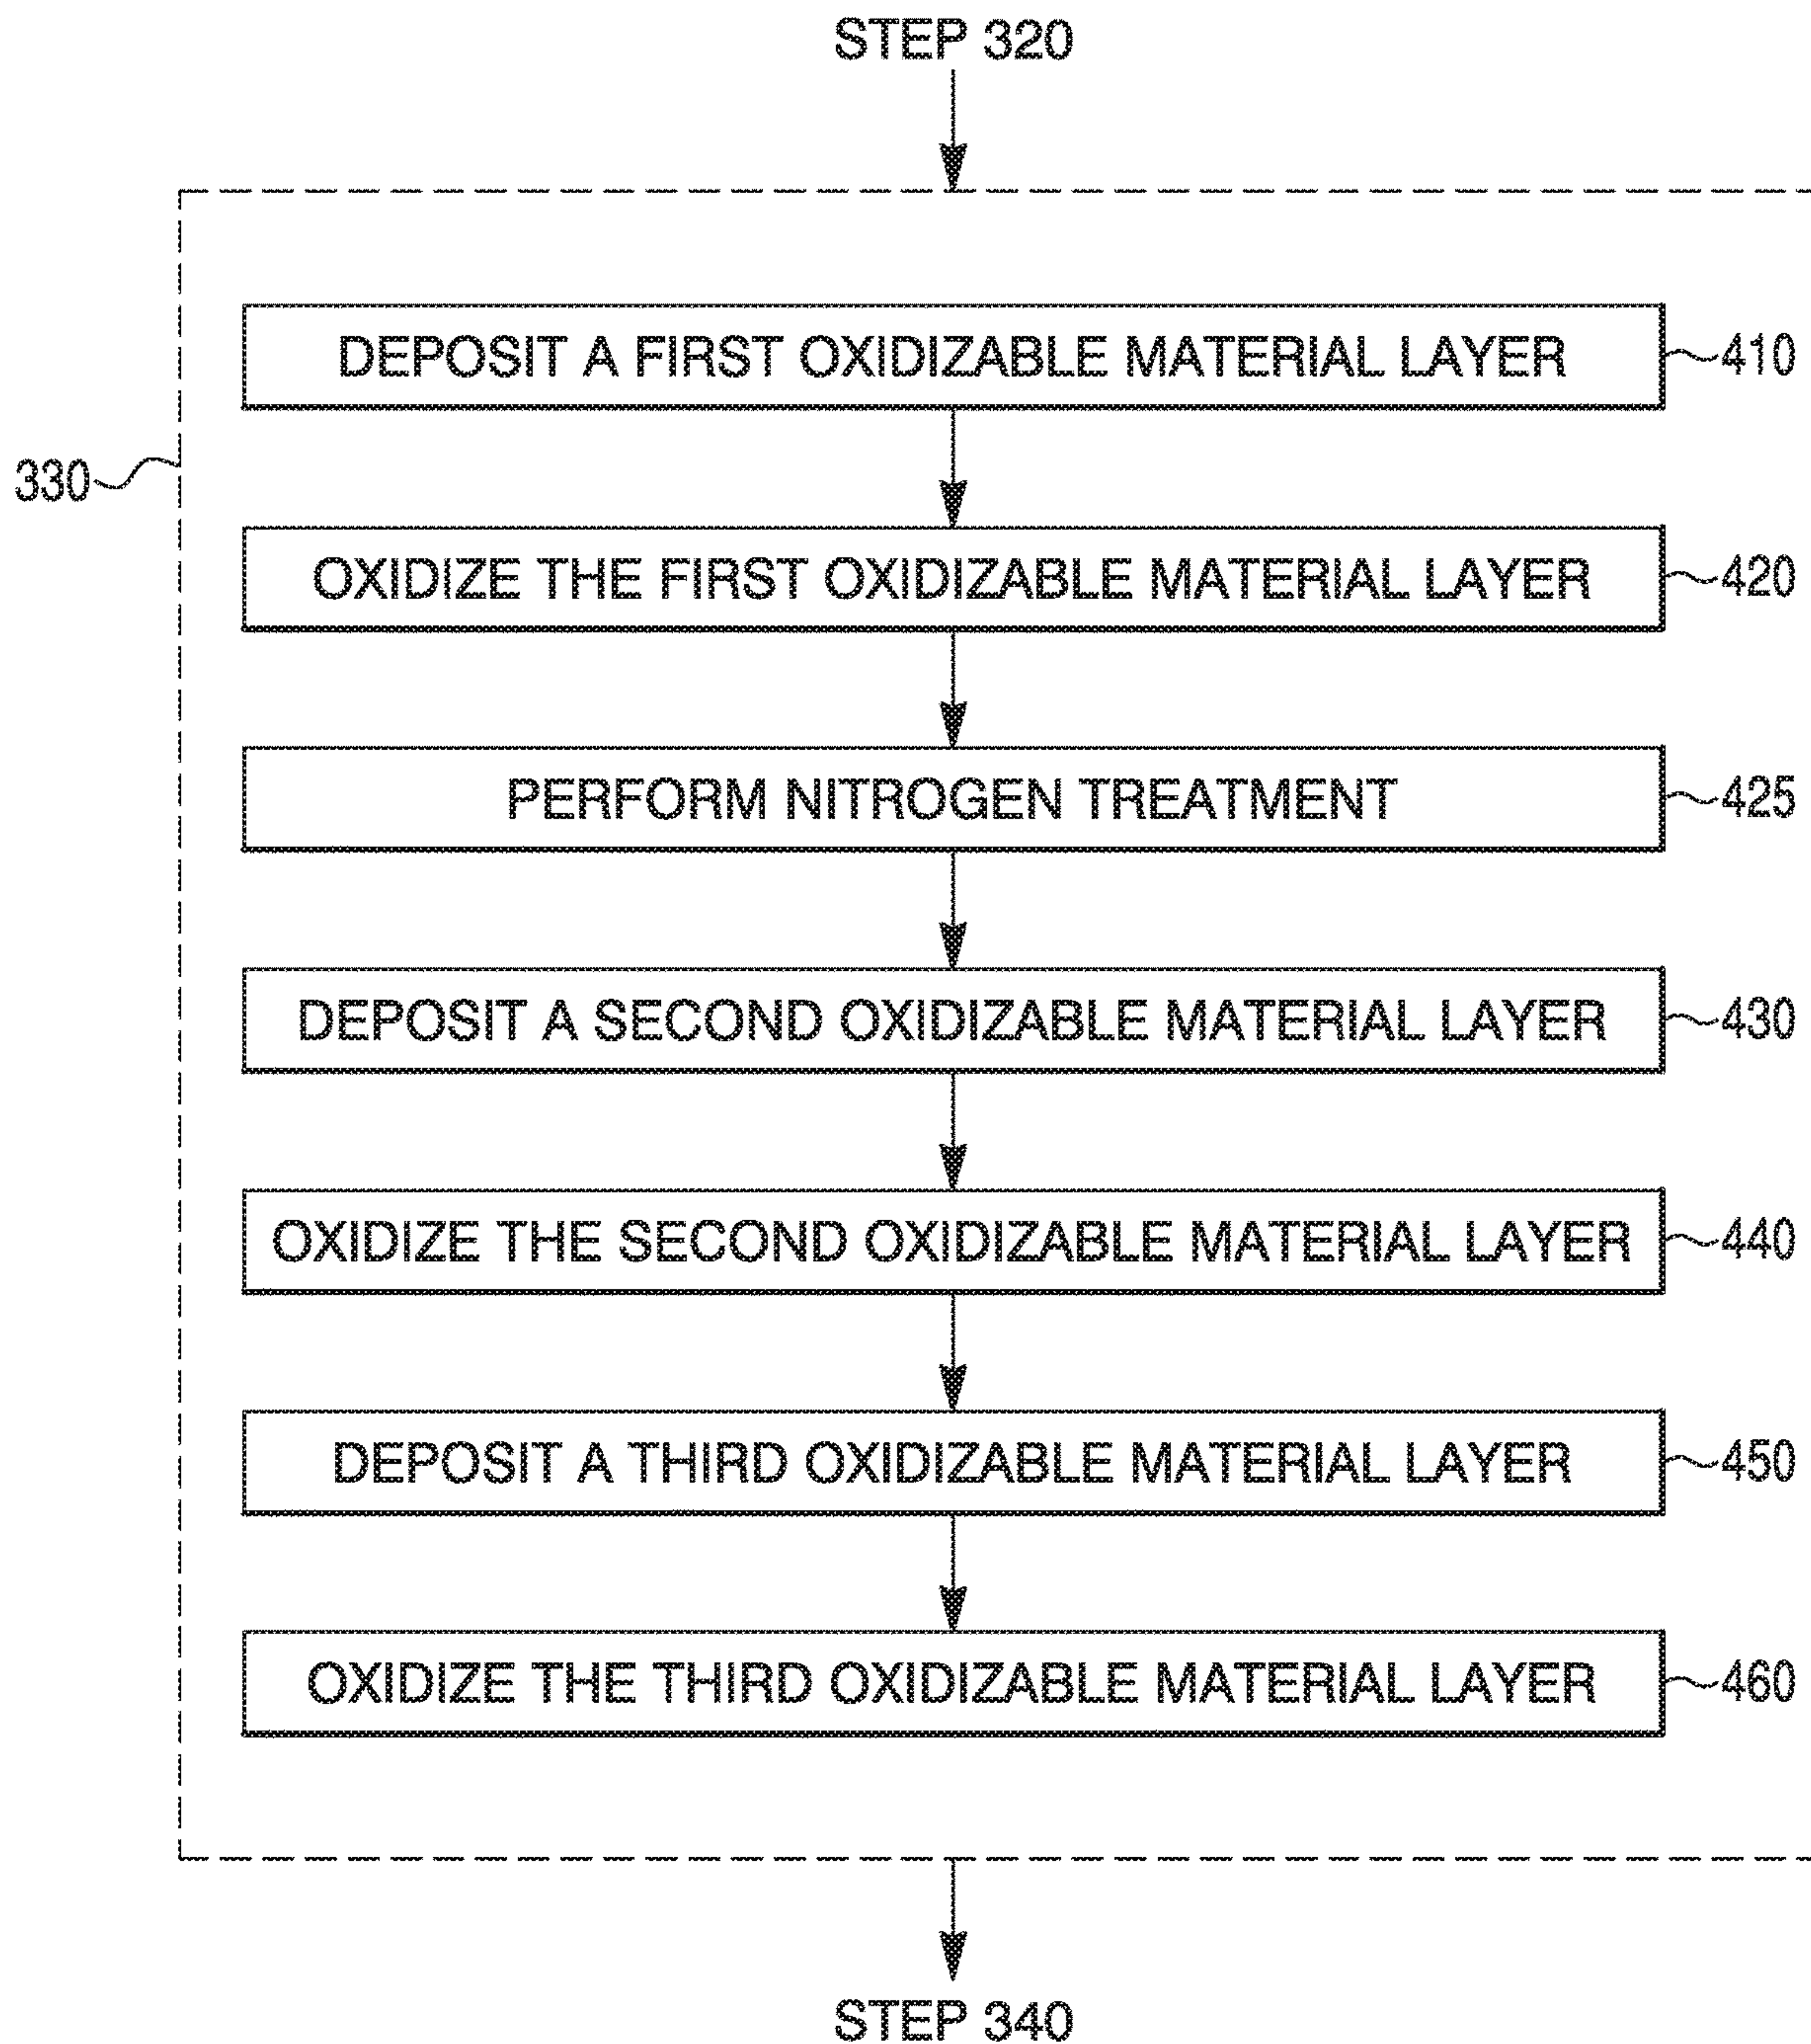 STEP 320
DEPOSIT A FIRST OXIDIZABLE MATERIAL LAYER
410
330
OXIDIZE THE FIRST OXIDIZABLE MATERIAL LAYER
420
PERFORM NITROGEN TREATMENT
425
DEPOSIT A SECOND OXIDIZABLE MATERIAL LAYER
430
OXIDIZE THE SECOND OXIDIZABLE MATERIAL LAYER
440
DEPOSIT A THIRD OXIDIZABLE MATERIAL LAYER
450
OXIDIZE THE THIRD OXIDIZABLE MATERIAL LAYER
460
STEP 340